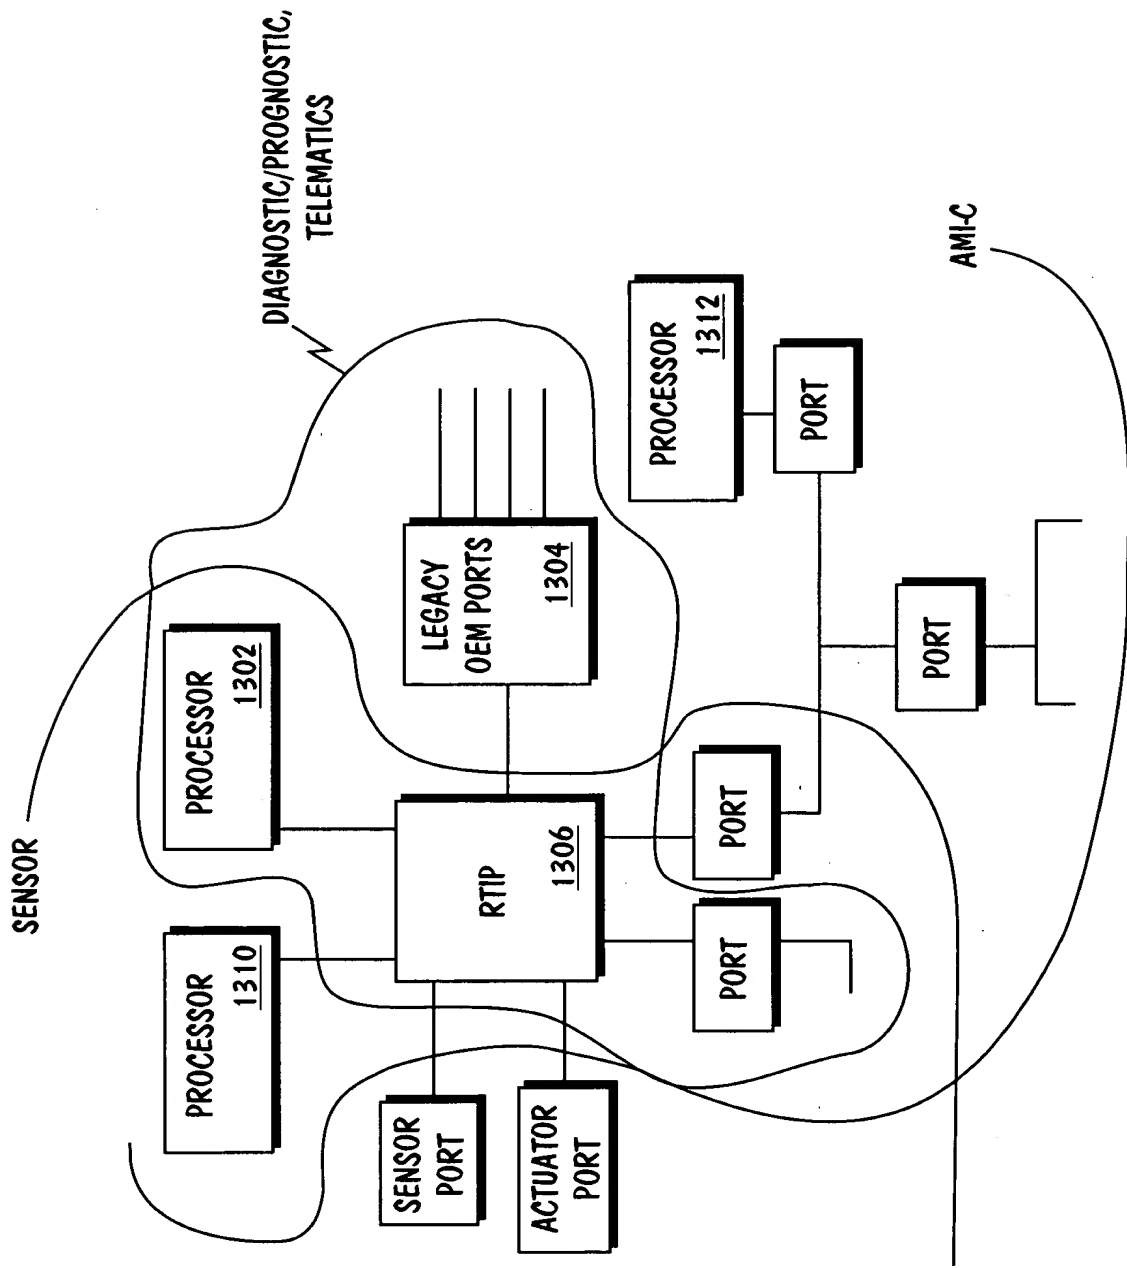 SENSOR
DIAGNOSTIC/PROGNOSTIC,
TELEMATICS
PROCESSOR
1310
PROCESSOR
1302
SENSOR
PORT
ACTUATOR
PORT
RTIP
1306
LEGACY
OEM PORTS
1304
PORT
PORT
PROCESSOR
1312
PORT
PORT
AMI-C